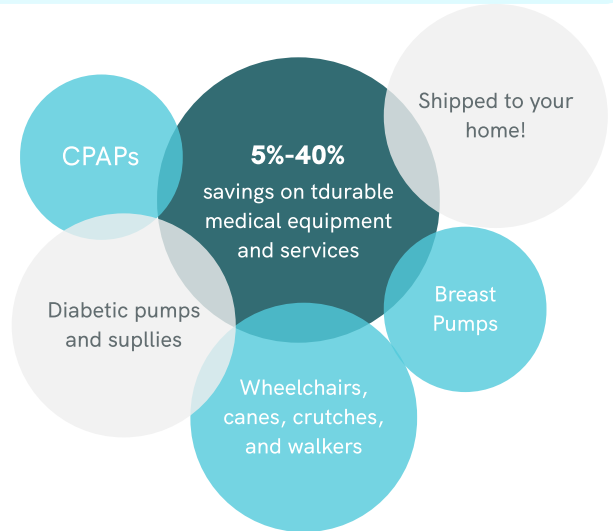 Shipped to your
home!
CPAPs
5%-40%
savings on tdurable
medical equipment
and services
Breast
Pumps
Diabetic pumps
and supllies
Wheelchairs,
canes, crutches,
and walkers